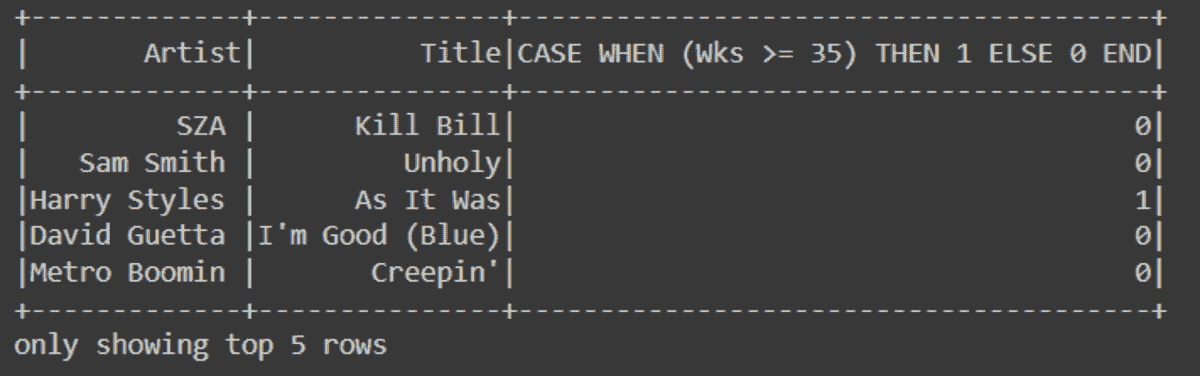 +-------------+---------------+---------------------------------------+
|       Artist|          Title|CASE WHEN (Wks >= 35) THEN 1 ELSE 0 END|
+-------------+---------------+---------------------------------------+
|         SZA |      Kill Bill|                                      0|
|   Sam Smith |         Unholy|                                      0|
|Harry Styles |      As It Was|                                      1|
|David Guetta |I'm Good (Blue)|                                      0|
|Metro Boomin |       Creepin'|                                      0|
+-------------+---------------+---------------------------------------+
only showing top 5 rows